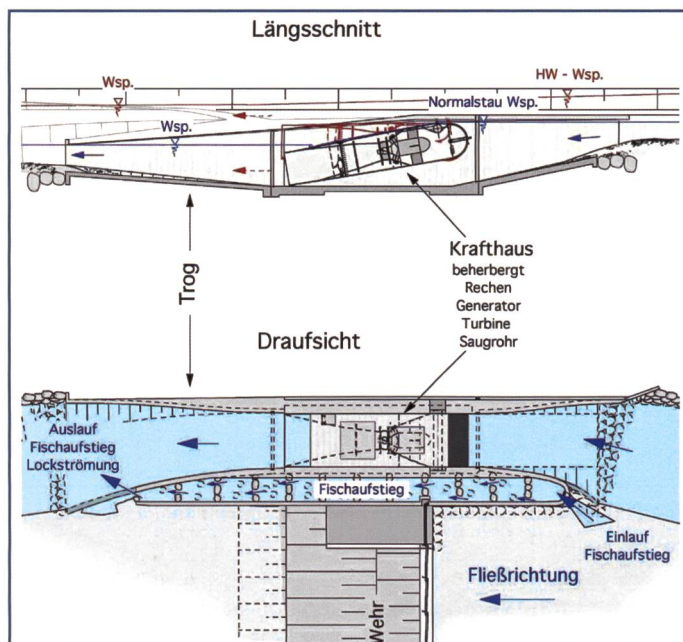 Längsschnitt
Wsp.
HW - Wsp.
Normalstau Wsp.
Wsp.
Trog
Krafthaus
beherbergt
Rechen
Generator
Turbine
Saugrohr
Draufsicht
Auslauf
Fischaufstieg
Lockströmung
Fischaufstieg
Einlauf
Fischaufstieg
Fließrichtung
Wehr